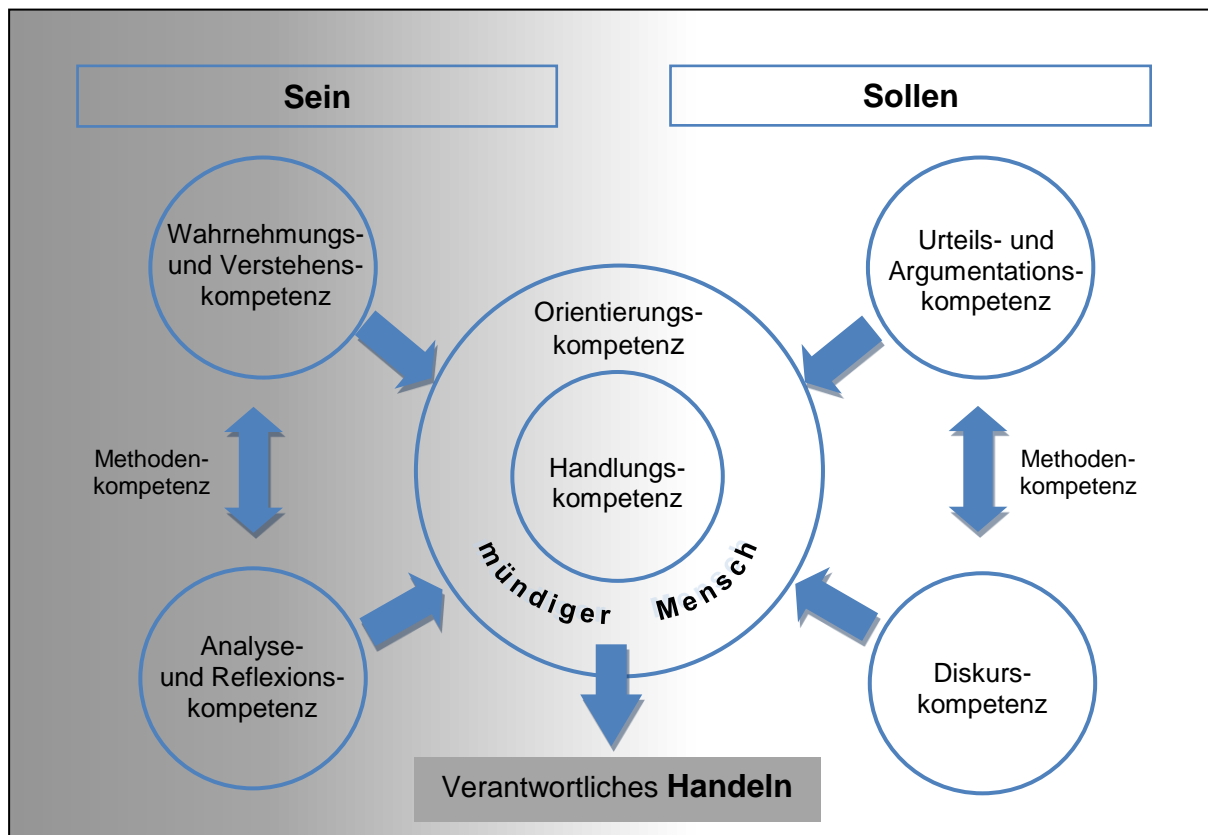 Sein
Sollen
Wahrnehmungs-
und Verstehens-
kompetenz
Urteils- und
Argumentations-
kompetenz
Orientierungs-
kompetenz
Handlungs-
kompetenz
mündiger Mensch
Methoden-
kompetenz
Methoden-
kompetenz
Analyse-
und Reflexions-
kompetenz
Diskurs-
kompetenz
Verantwortliches Handeln